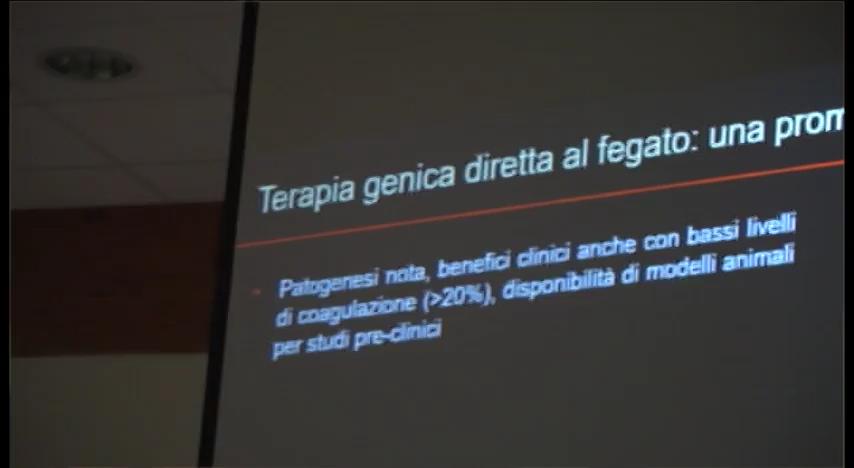 Terapia genica diretta al fegato: una prom
Patogenesi nota, benefici clinici anche con bassi livelli
di coagulazione (>20%), disponibilità di modelli animali
per studi pre-clinici